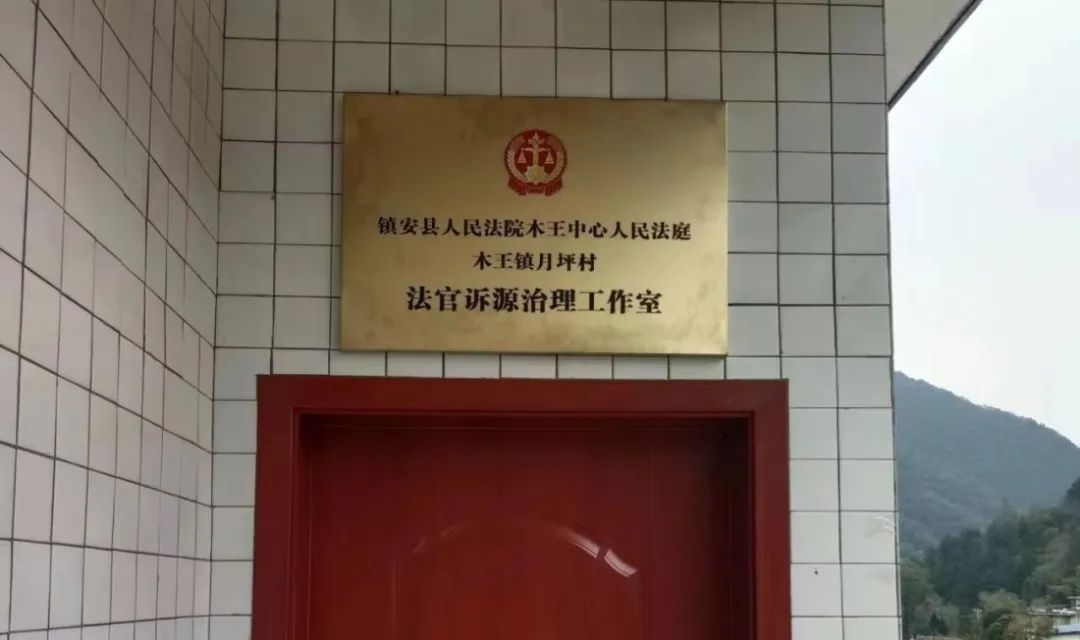 镇安县人民法院木王中心人民法庭
木王镇月坪村
法官诉源治理工作室